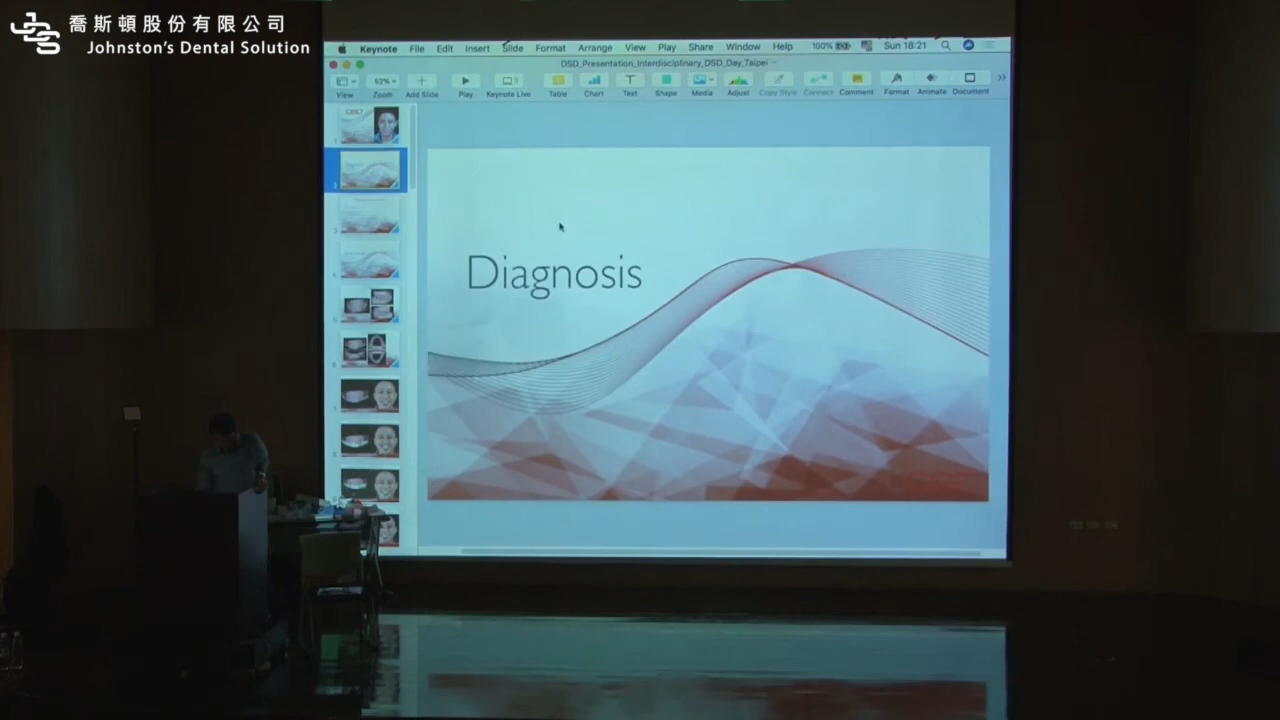 喬斯頓股份有限公司
JDS
Johnston's Dental Solution
Keynote File Edit Insert Slide Format Arrange View Play Share Window Help 100% Sun 18:21
DSD_Presentation_Interdisciplinary_DSD_Day_Taipei
53%
View Zoom Add Slide Play Keynote Live Table Chart Text Shape Media Adjust Copy Style Connect Comment Format Animate Document
Diagnosis